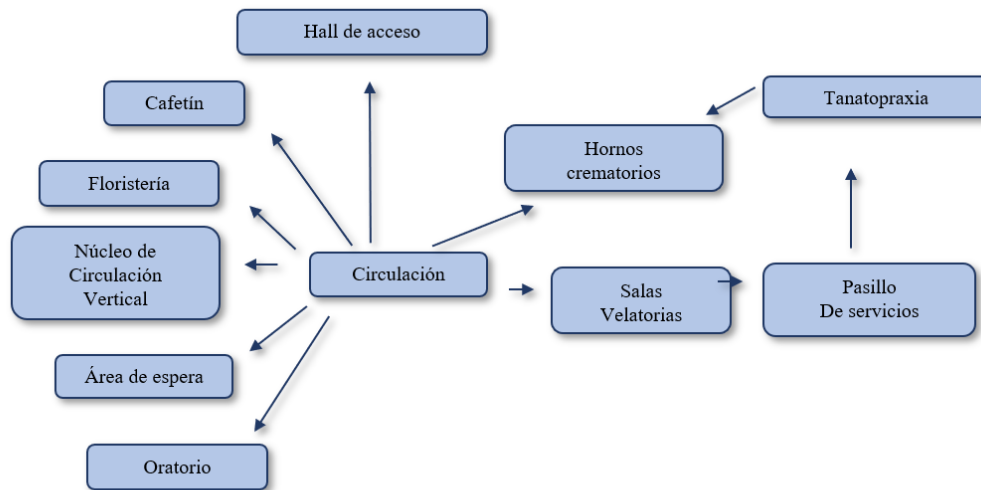 Hall de acceso
Cafetín
Tanatopraxia
Hornos
crematorios
Floristería
Núcleo de
Circulación
Vertical
Circulación
Salas
Velatorias
Pasillo
De servicios
Área de espera
Oratorio